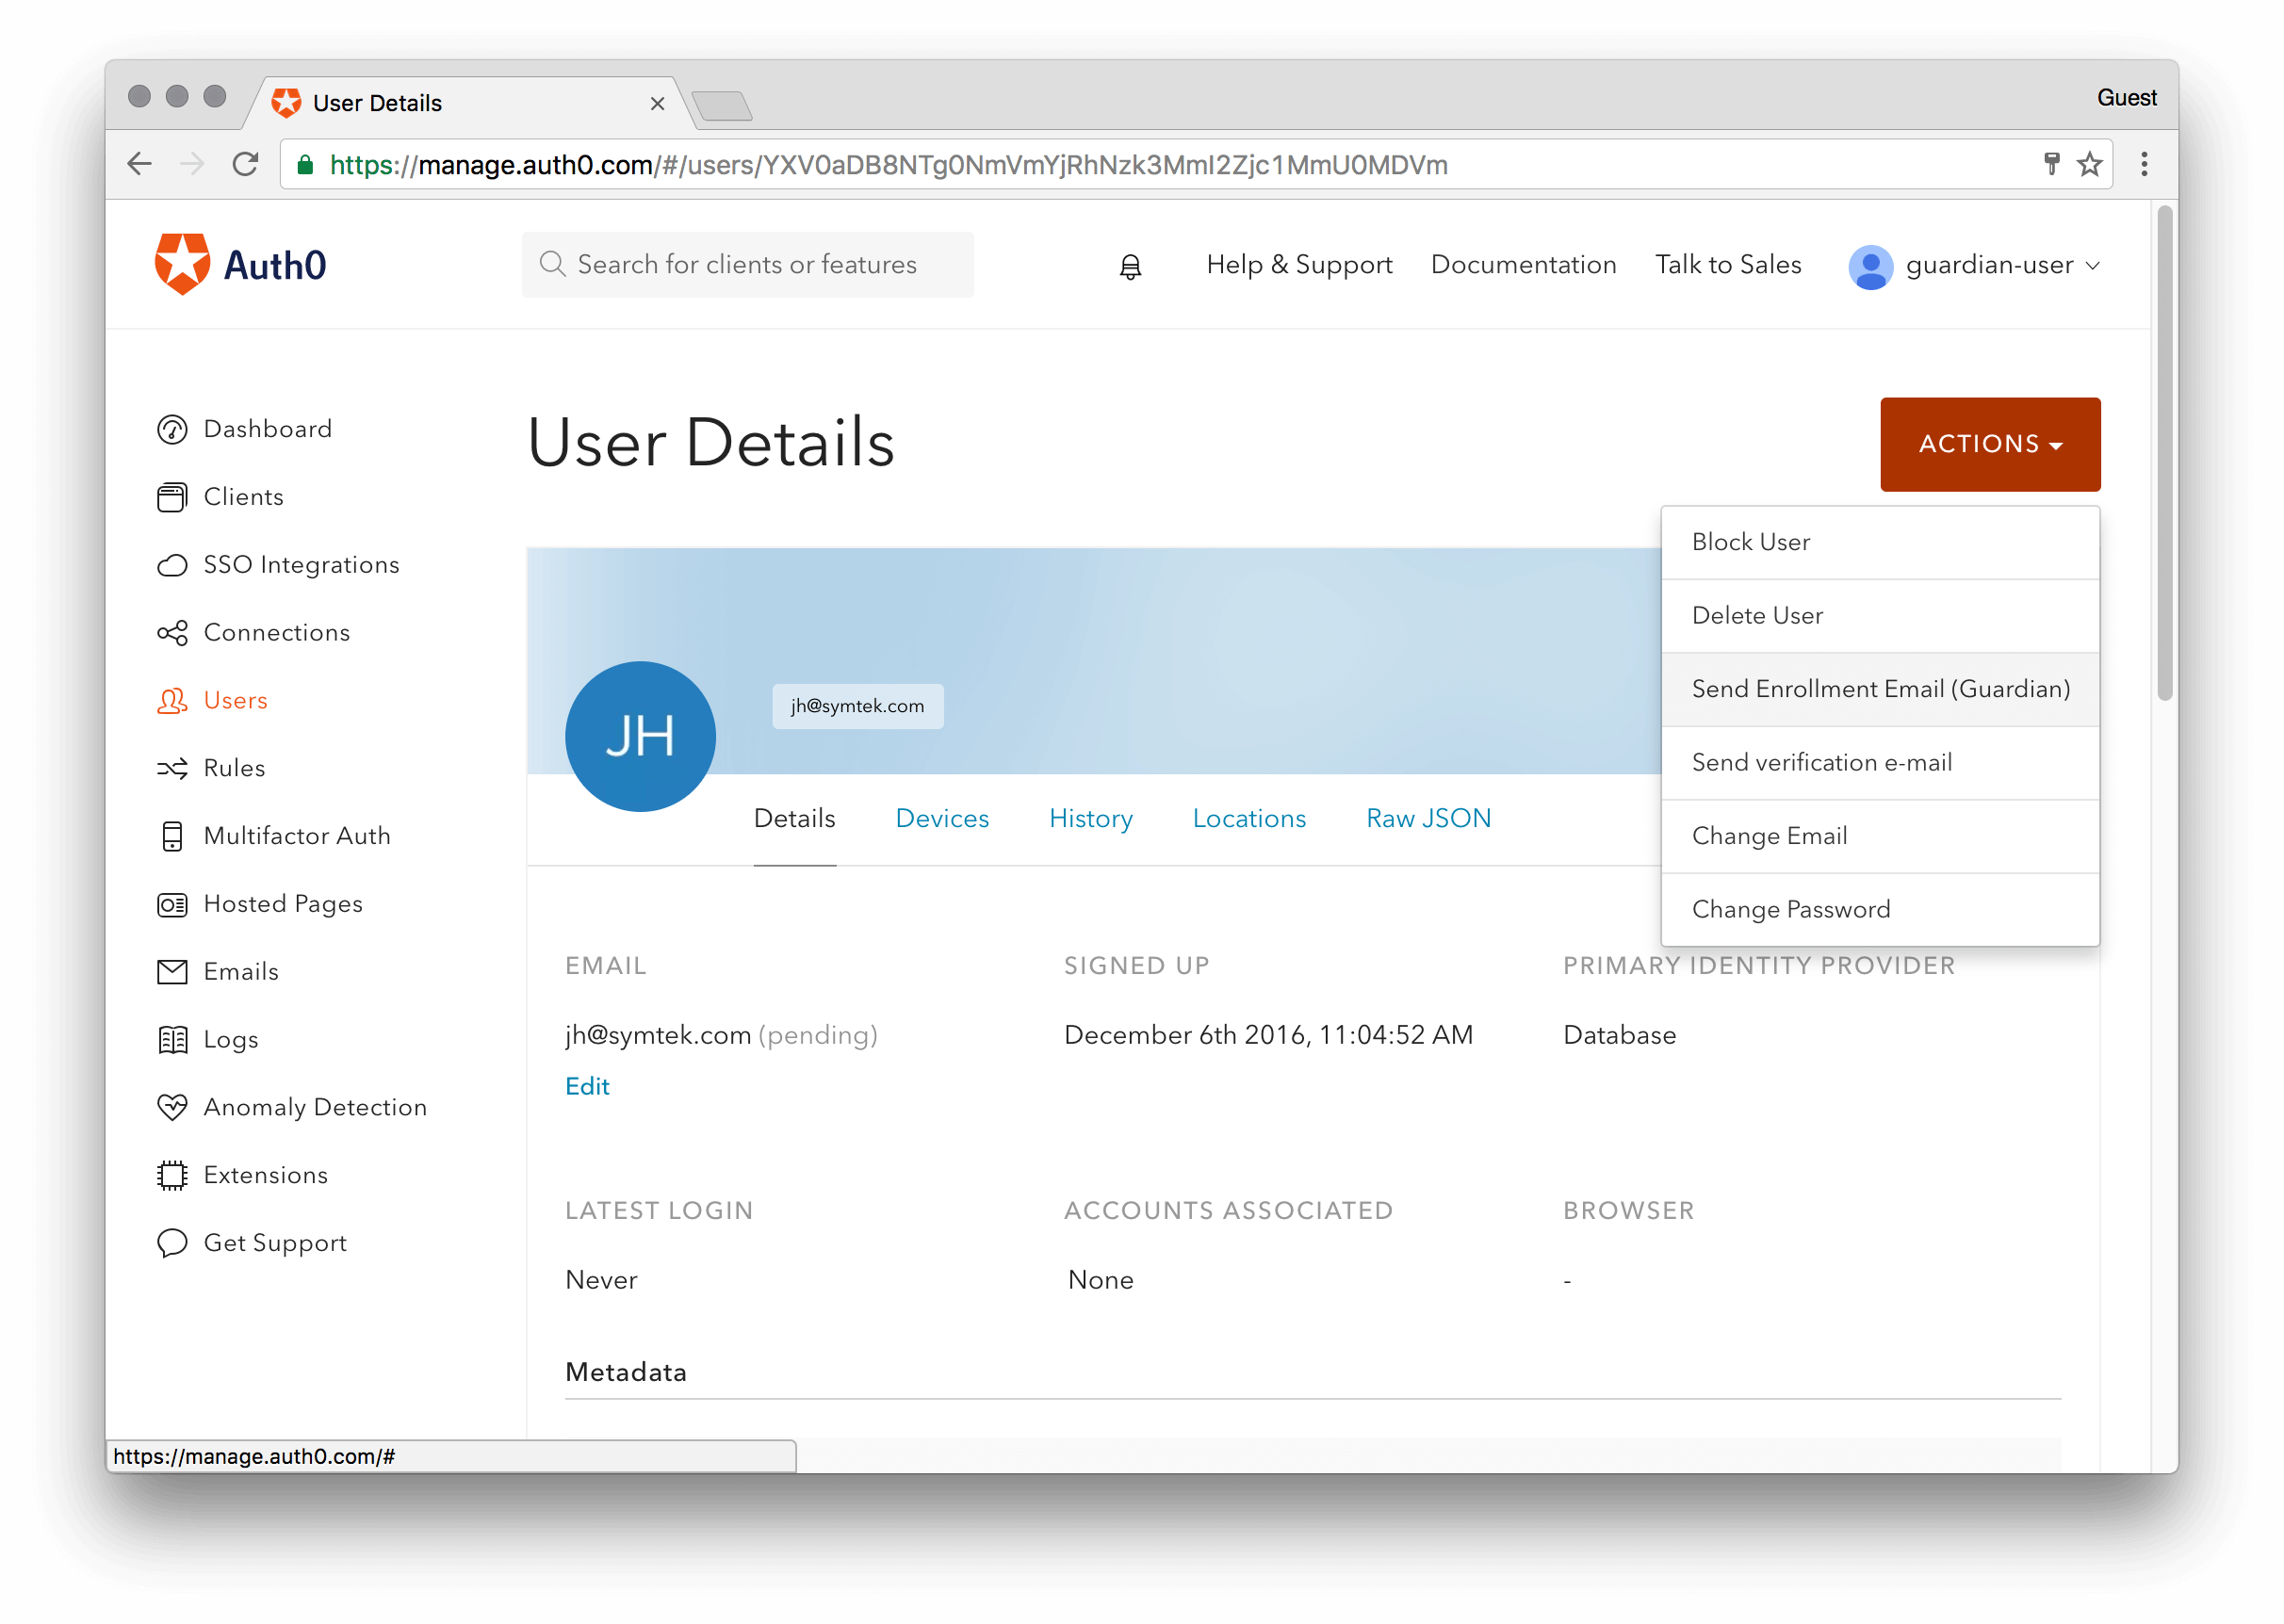 User Details
Guest
https://manage.auth0.com/#/users/YXV0aDB8NTg0NmVmYjRhNzk3MmI2Zjc1MmU0MDVm
Auth0
Search for clients or features
Help & Support
Documentation
Talk to Sales
guardian-user
Dashboard
Clients
SSO Integrations
Connections
Users
Rules
Multifactor Auth
Hosted Pages
Emails
Logs
Anomaly Detection
Extensions
Get Support
User Details
ACTIONS
Block User
Delete User
Send Enrollment Email (Guardian)
Send verification e-mail
Change Email
Change Password
JH
jh@symtek.com
Details
Devices
History
Locations
Raw JSON
EMAIL
jh@symtek.com (pending)
Edit
SIGNED UP
December 6th 2016, 11:04:52 AM
PRIMARY IDENTITY PROVIDER
Database
LATEST LOGIN
Never
ACCOUNTS ASSOCIATED
None
BROWSER
-
Metadata
https://manage.auth0.com/#